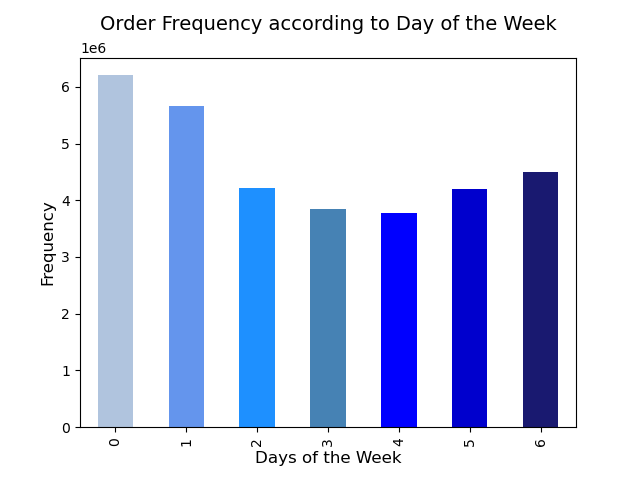 Order Frequency according to Day of the Week
1e6
6
5
4
3
2
1
0
Frequency
0 1 2 3 4 5 6
Days of the Week